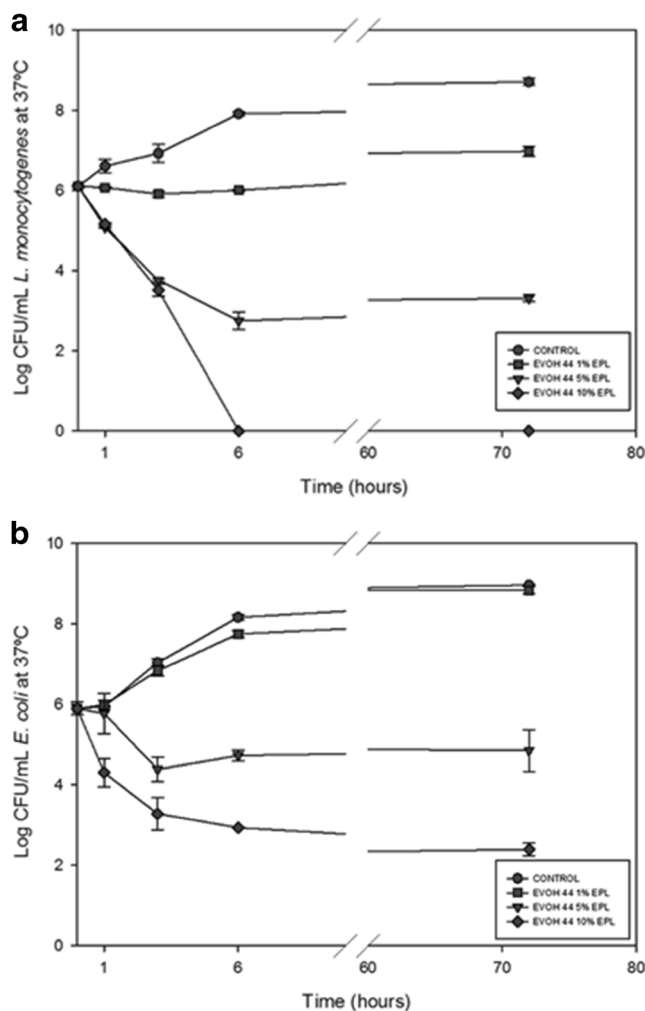 a
10
8
6
4
2
0
Log CFU/mL L. monocytogenes at 37ºC
CONTROL
EVOH 44 1% EPL
EVOH 44 5% EPL
EVOH 44 10% EPL
1 6 60 70 80
Time (hours)
b
10
8
6
4
2
0
Log CFU/mL E. coli at 37ºC
CONTROL
EVOH 44 1% EPL
EVOH 44 5% EPL
EVOH 44 10% EPL
1 6 60 70 80
Time (hours)